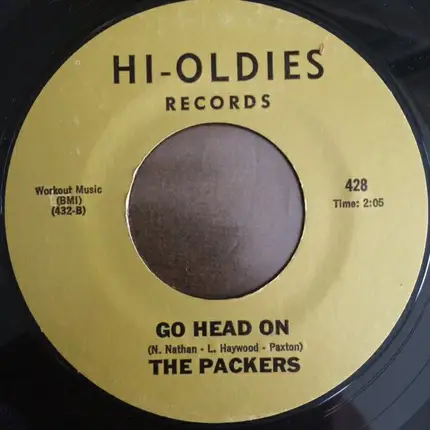 HI-OLDIES
RECORDS
Workout Music
(BMI)
(432-B)
428
Time: 2:05
GO HEAD ON
(N. Nathan - L. Haywood - Paxton)
THE PACKERS